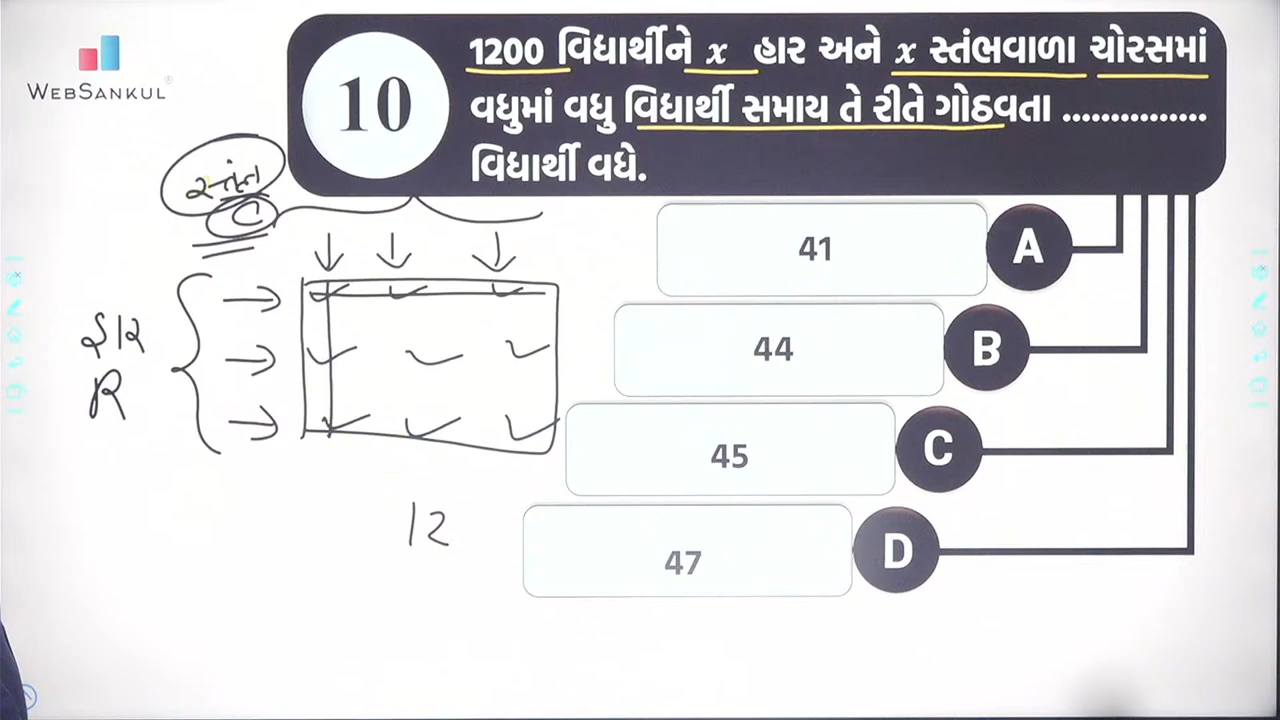 WEBSANKUL
10
1200 વિદ્યાર્થીને x હાર અને x સ્તંભવાળા ચોરસમાં
વધુમાં વધુ વિદ્યાર્થી સમાય તે રીતે ગોઠવતા ...............
વિદ્યાર્થી વધે.
C
41 A
44 B
હાર
R
45 C
12
47 D